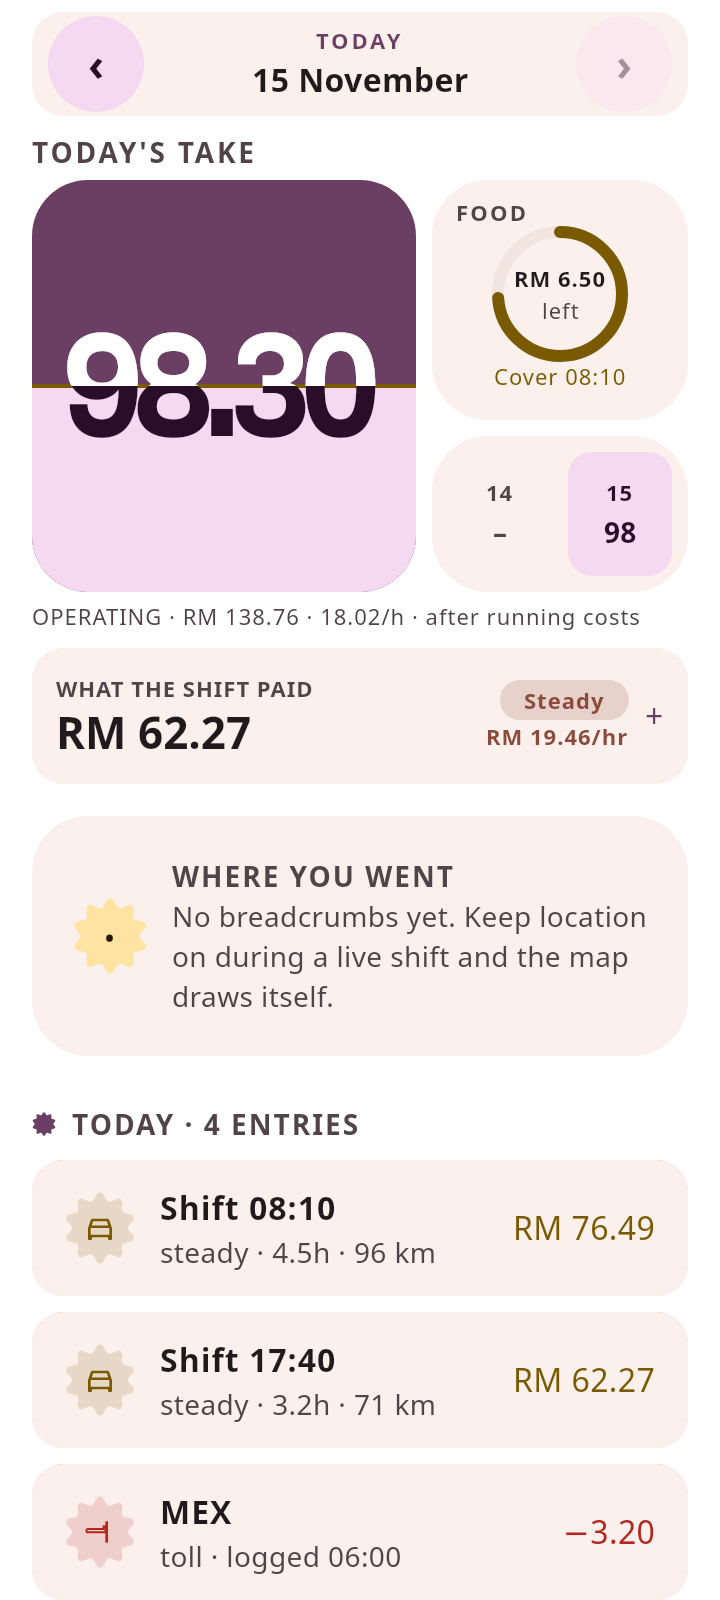 ‹
TODAY
15 November
›
TODAY'S TAKE
98.30
FOOD
RM 6.50
left
Cover 08:10
14
–
15
98
OPERATING · RM 138.76 · 18.02/h · after running costs
WHAT THE SHIFT PAID
RM 62.27
Steady
RM 19.46/hr
+
WHERE YOU WENT
No breadcrumbs yet. Keep location
on during a live shift and the map
draws itself.
TODAY · 4 ENTRIES
Shift 08:10
steady · 4.5h · 96 km
RM 76.49
Shift 17:40
steady · 3.2h · 71 km
RM 62.27
MEX
toll · logged 06:00
−3.20